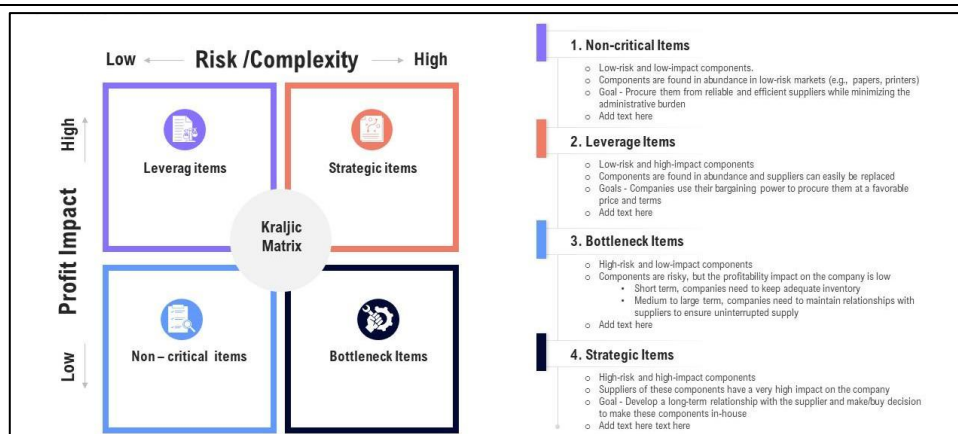 Low
Risk /Complexity
High
High
Profit Impact
Low
Leverag items
Strategic items
Kraljic
Matrix
Non – critical items
Bottleneck Items
1. Non-critical Items
o Low-risk and low-impact components.
o Components are found in abundance in low-risk markets (e.g., papers, printers)
o Goal - Procure them from reliable and efficient suppliers while minimizing the
administrative burden
o Add text here
2. Leverage Items
o Low-risk and high-impact components
o Components are found in abundance and suppliers can easily be replaced
o Goals - Companies use their bargaining power to procure them at a favorable
price and terms
o Add text here
3. Bottleneck Items
o High-risk and low-impact components
o Components are risky, but the profitability impact on the company is low
• Short term, companies need to keep adequate inventory
• Medium to large term, companies need to maintain relationships with
suppliers to ensure uninterrupted supply
o Add text here
4. Strategic Items
o High-risk and high-impact components
o Suppliers of these components have a very high impact on the company
o Goal - Develop a long-term relationship with the supplier and make/buy decision
to make these components in-house
o Add text here text here